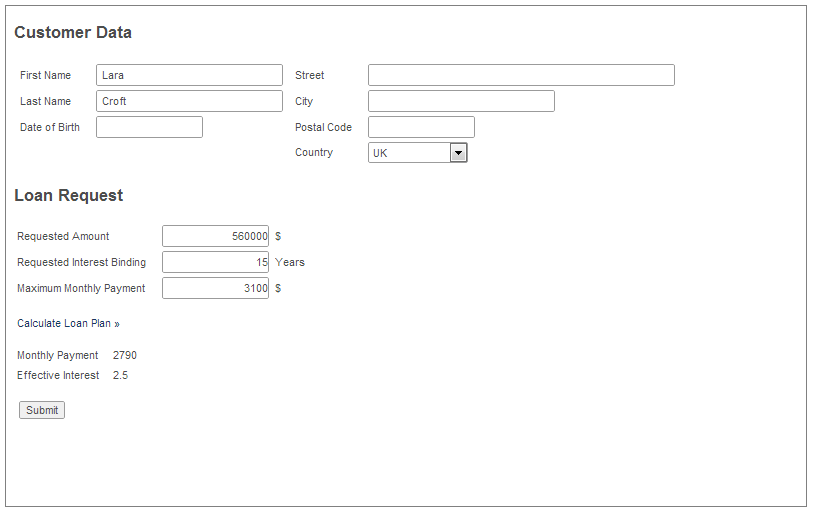 Customer Data
First Name Lara Street
Last Name Croft City
Date of Birth Postal Code
Country UK
Loan Request
Requested Amount 560000 $
Requested Interest Binding 15 Years
Maximum Monthly Payment 3100 $
Calculate Loan Plan »
Monthly Payment 2790
Effective Interest 2.5
Submit